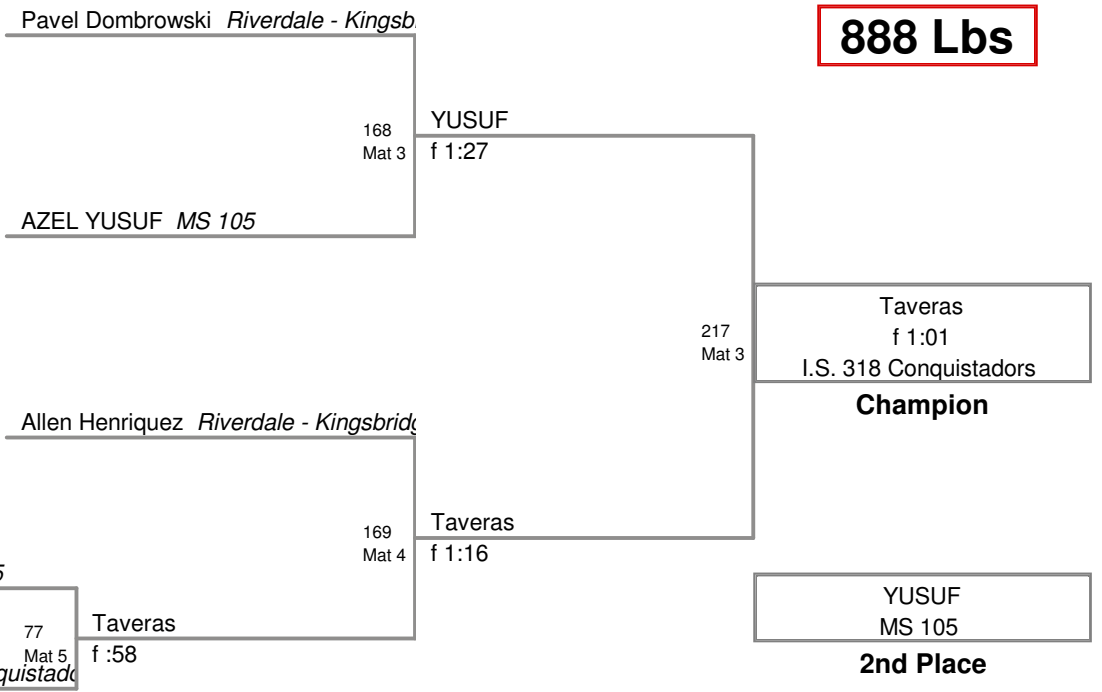 Pavel Dombrowski Riverdale - Kingsb
888 Lbs
168
Mat 3
YUSUF
f 1:27
AZEL YUSUF MS 105
217
Mat 3
Taveras
f 1:01
I.S. 318 Conquistadors
Champion
Allen Henriquez Riverdale - Kingsbridg
169
Mat 4
Taveras
f 1:16
77
Mat 5
Taveras
f :58
quistado
YUSUF
MS 105
2nd Place